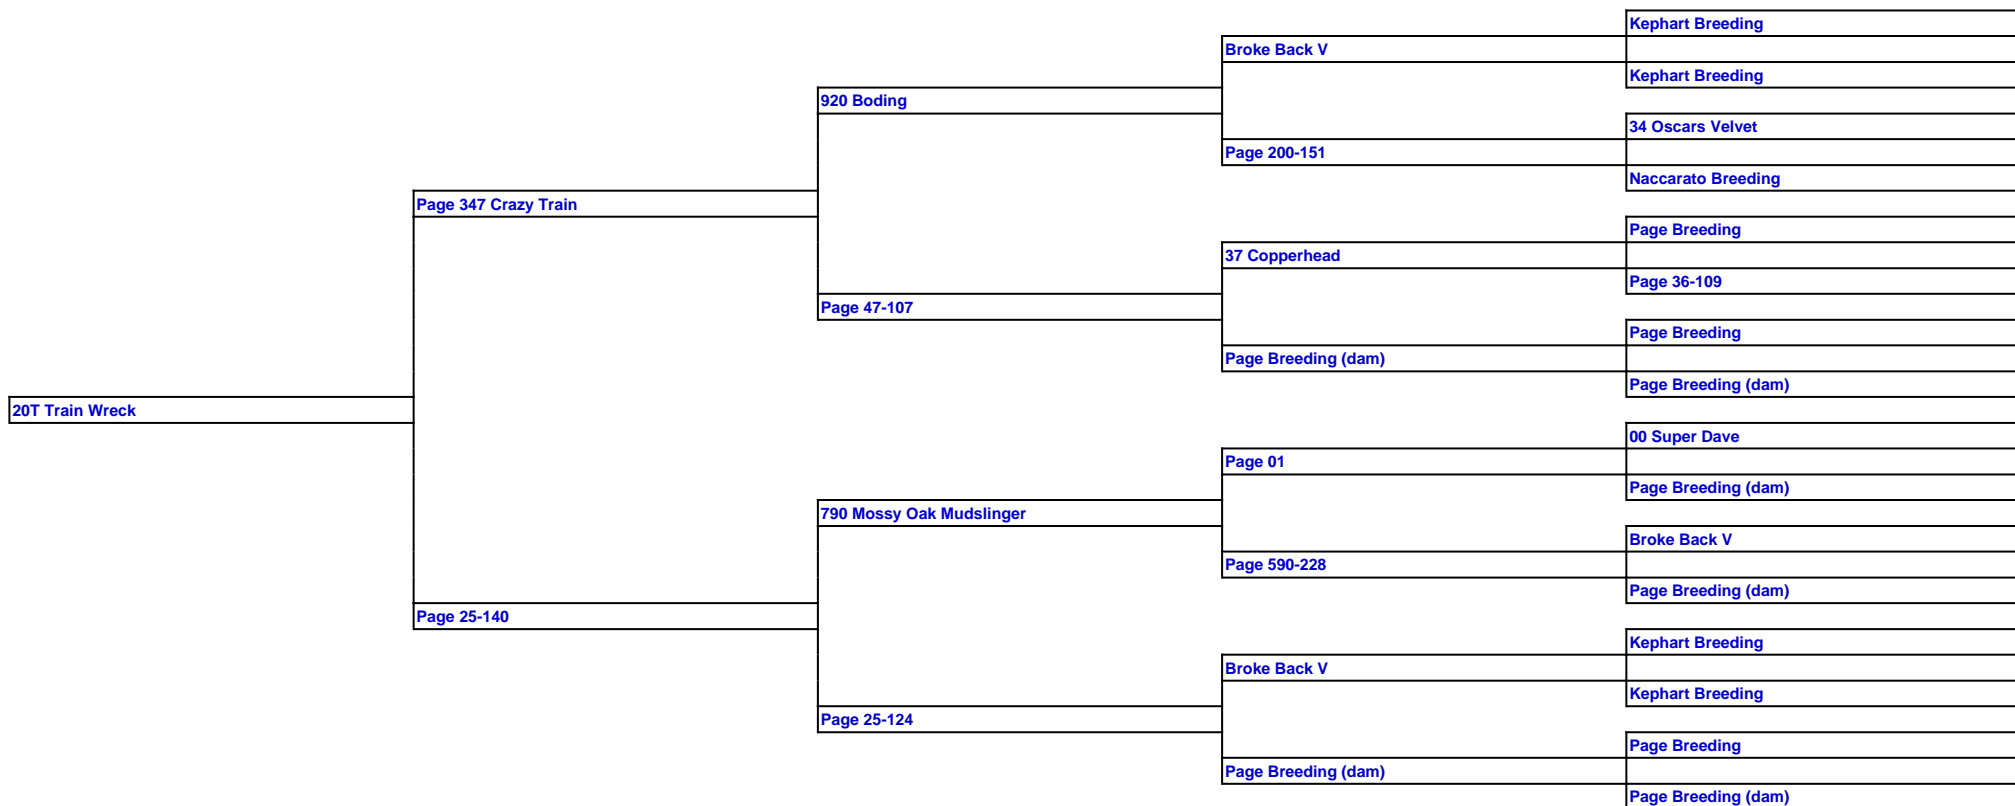 Kephart Breeding
Broke Back V
Kephart Breeding
920 Boding
34 Oscars Velvet
Page 200-151
Naccarato Breeding
Page 347 Crazy Train
Page Breeding
37 Copperhead
Page 36-109
Page 47-107
Page Breeding
Page Breeding (dam)
Page Breeding (dam)
20T Train Wreck
00 Super Dave
Page 01
Page Breeding (dam)
790 Mossy Oak Mudslinger
Broke Back V
Page 590-228
Page Breeding (dam)
Page 25-140
Kephart Breeding
Broke Back V
Kephart Breeding
Page 25-124
Page Breeding
Page Breeding (dam)
Page Breeding (dam)